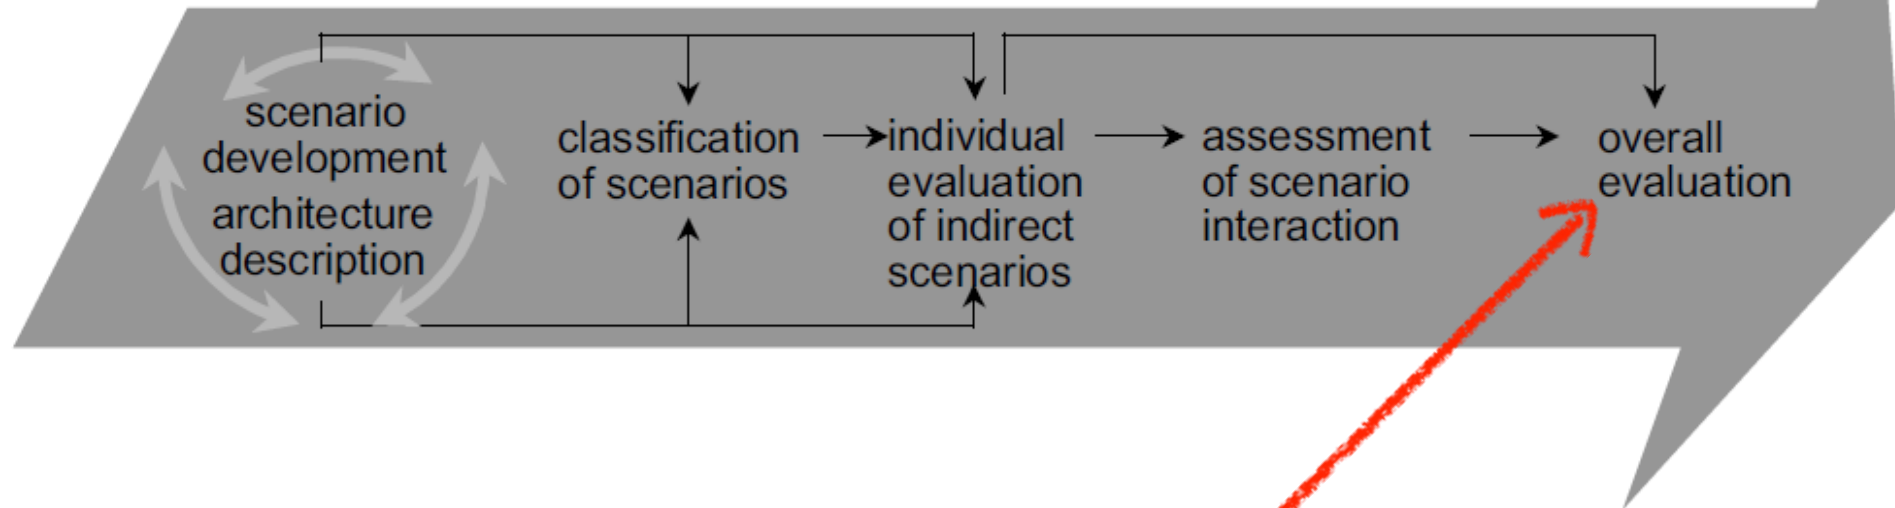 scenario
development
architecture
description
classification
of scenarios
individual
evaluation
of indirect
scenarios
assessment
of scenario
interaction
overall
evaluation